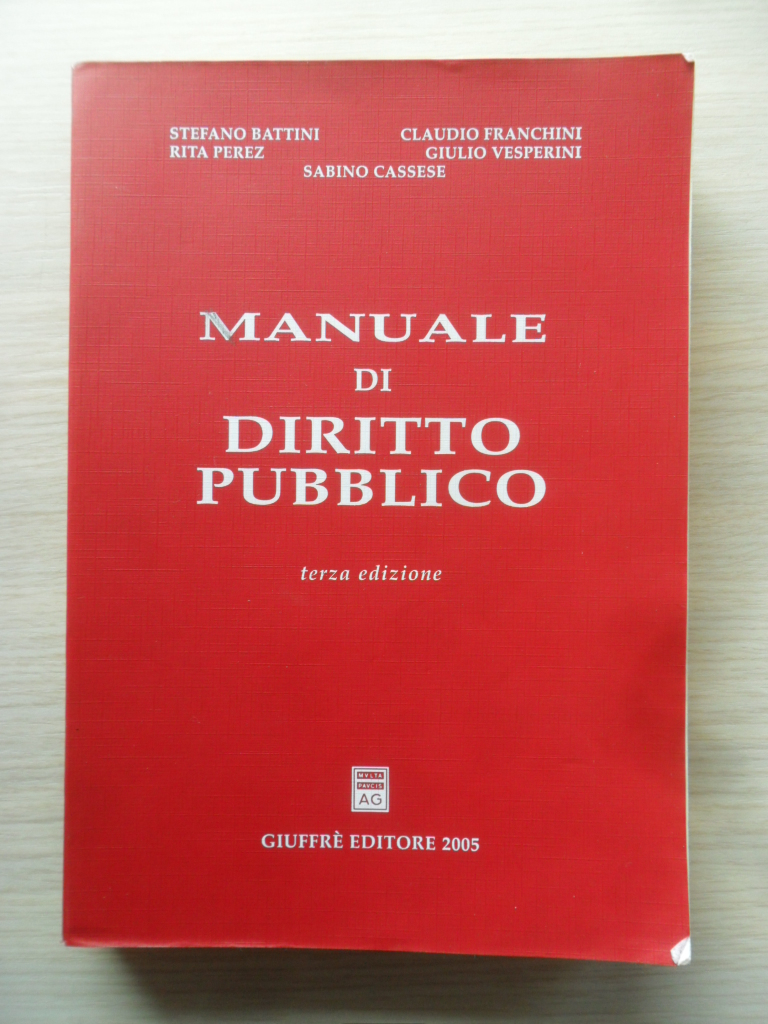 STEFANO BATTINI CLAUDIO FRANCHINI
RITA PEREZ GIULIO VESPERINI
SABINO CASSESE
MANUALE
DI
DIRITTO
PUBBLICO
terza edizione
MVLTA
PAVCIS
AG
GIUFFRÈ EDITORE 2005